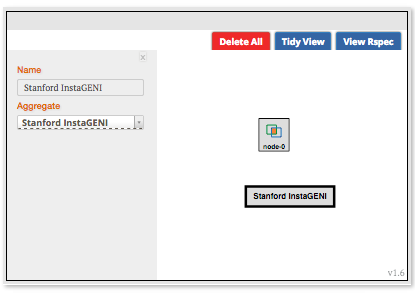 Delete All
Tidy View
View Rspec
Name
Stanford InstaGENI
Aggregate
Stanford InstaGENI
node-0
Stanford InstaGENI
v1.6